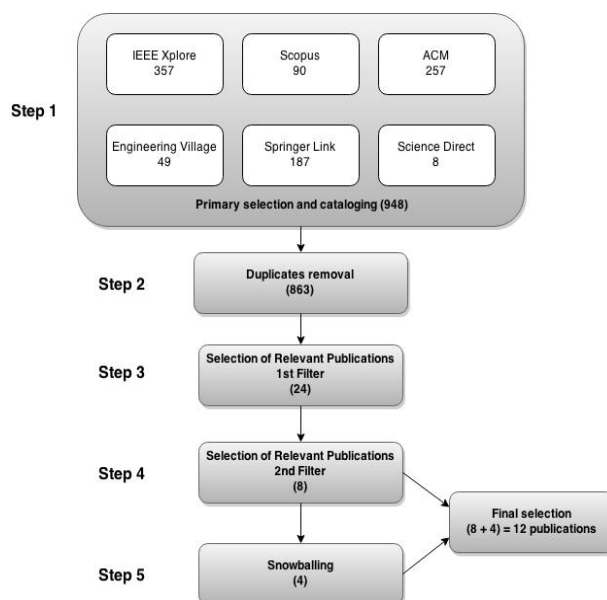 Step 1
IEEE Xplore
357
Scopus
90
ACM
257
Engineering Village
49
Springer Link
187
Science Direct
8
Primary selection and cataloging (948)
Step 2
Duplicates removal
(863)
Step 3
Selection of Relevant Publications
1st Filter
(24)
Step 4
Selection of Relevant Publications
2nd Filter
(8)
Final selection
(8 + 4) = 12 publications
Step 5
Snowballing
(4)